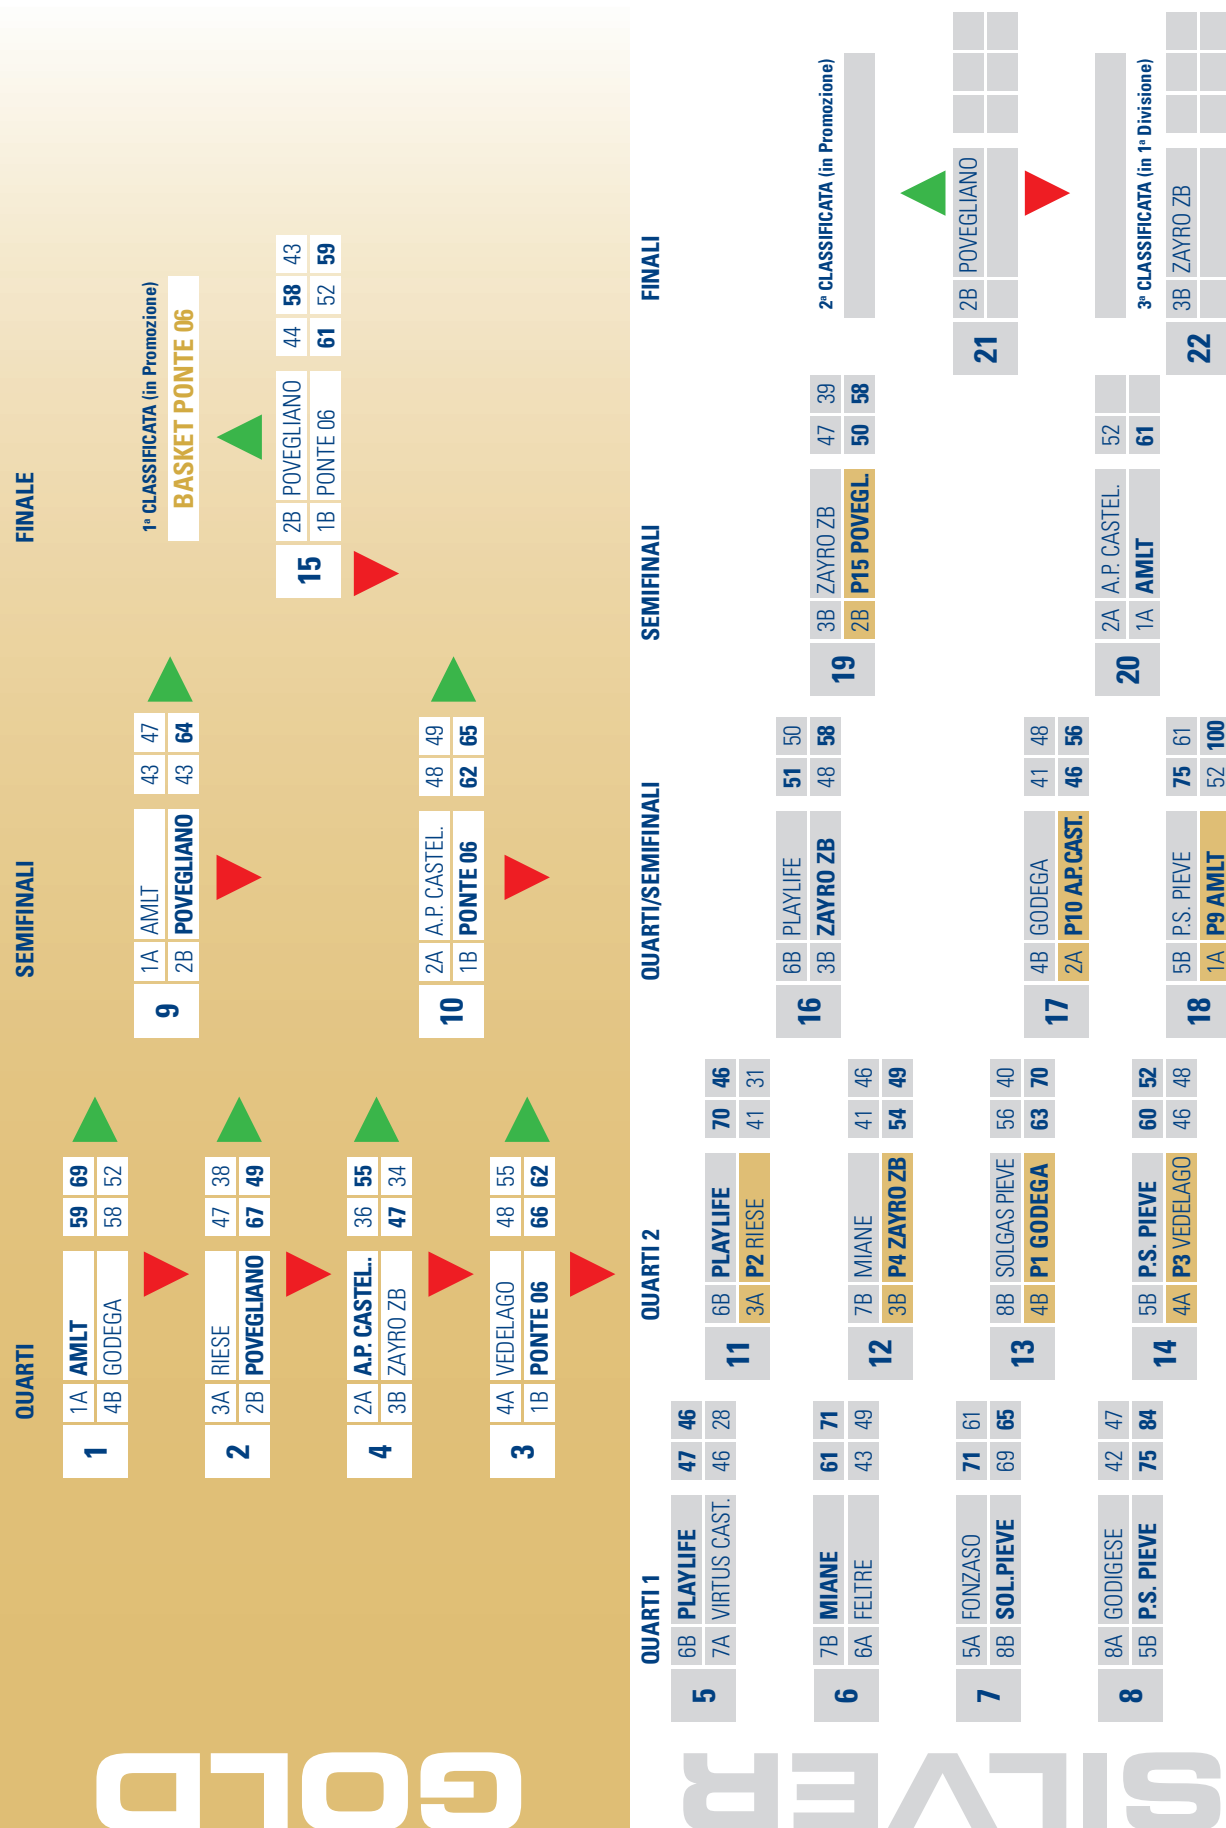 GOLD
QUARTI
1
1A AMLT 59 69
4B GODEGA 58 52
2
3A RIESE 47 38
2B POVEGLIANO 67 49
4
2A A.P. CASTEL.. 36 55
3B ZAYRO ZB 47 34
3
4A VEDELAGO 48 55
1B PONTE 06 66 62
SEMIFINALI
9
1A AMLT 43 47
2B POVEGLIANO 43 64
10
2A A.P. CASTEL. 48 49
1B PONTE 06 62 65
FINALE
1ª CLASSIFICATA (in Promozione)
BASKET PONTE 06
15
2B POVEGLIANO 44 58 43
1B PONTE 06 61 52 59
SILVER
QUARTI 1
5
6B PLAYLIFE 47 46
7A VIRTUS CAST. 46 28
6
7B MIANE 61 71
6A FELTRE 43 49
7
5A FONZASO 71 61
8B SOL.PIEVE 69 65
8
8A GODIGESE 42 47
5B P.S. PIEVE 75 84
QUARTI 2
11
6B PLAYLIFE 70 46
3A P2 RIESE 41 31
12
7B MIANE 41 46
3B P4 ZAYRO ZB 54 49
13
8B SOLGAS PIEVE 56 40
4B P1 GODEGA 63 70
14
5B P.S. PIEVE 60 52
4A P3 VEDELAGO 46 48
QUARTI/SEMIFINALI
16
6B PLAYLIFE 51 50
3B ZAYRO ZB 48 58
17
4B GODEGA 41 48
2A P10 A.P.CAST. 46 56
18
5B P.S. PIEVE 75 61
1A P9 AMLT 52 100
SEMIFINALI
19
3B ZAYRO ZB 47 39
2B P15 POVEGL. 50 58
20
2A A.P. CASTEL. 52
1A AMLT 61
FINALI
2ª CLASSIFICATA (in Promozione)
21
2B POVEGLIANO
3ª CLASSIFICATA (in 1ª Divisione)
22
3B ZAYRO ZB